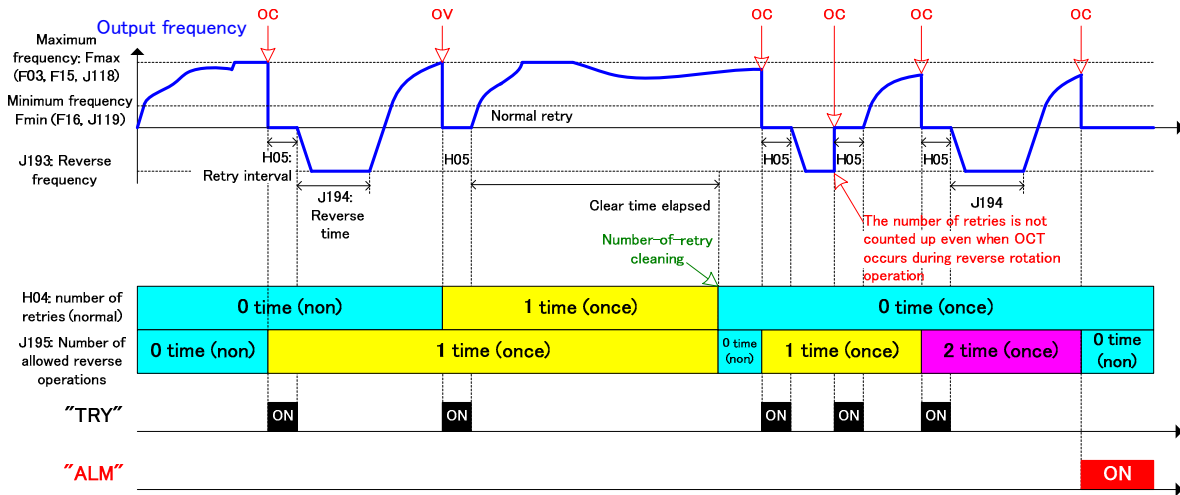 OC
OV
OC
OC
OC
OC
Output frequency
Maximum
frequency: Fmax
(F03, F15, J118)
Minimum frequency
Fmin (F16, J119)
Normal retry
J193: Reverse
frequency
H05:
Retry interval
H05
H05
H05
H05
J194:
Reverse
time
J194
Clear time elapsed
Number-of-retry
cleaning
The number of retries is not
counted up even when OCT
occurs during reverse rotation
operation
H04: number of
retries (normal)
0 time (non)
1 time (once)
0 time (once)
J195: Number of
allowed reverse
operations
0 time (non)
1 time (once)
0 time
(non)
1 time (once)
2 time (once)
0 time
(non)
"TRY"
ON
ON
ON
ON
ON
"ALM"
ON